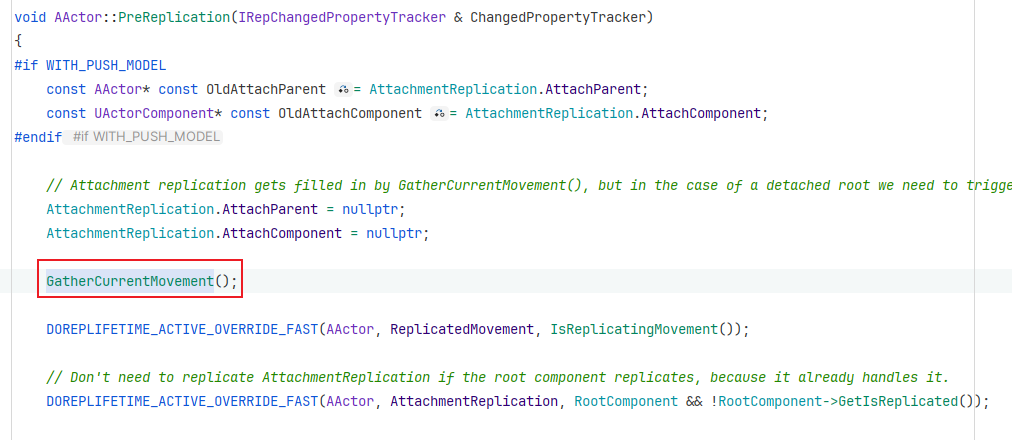 void AActor::PreReplication(IRepChangedPropertyTracker & ChangedPropertyTracker)
{
#if WITH_PUSH_MODEL
    const AActor* const OldAttachParent = AttachmentReplication.AttachParent;
    const UActorComponent* const OldAttachComponent = AttachmentReplication.AttachComponent;
#endif #if WITH_PUSH_MODEL
    // Attachment replication gets filled in by GatherCurrentMovement(), but in the case of a detached root we need to trigge
    AttachmentReplication.AttachParent = nullptr;
    AttachmentReplication.AttachComponent = nullptr;
    GatherCurrentMovement();
    DOREPLIFETIME_ACTIVE_OVERRIDE_FAST(AActor, ReplicatedMovement, IsReplicatingMovement());
    // Don't need to replicate AttachmentReplication if the root component replicates, because it already handles it.
    DOREPLIFETIME_ACTIVE_OVERRIDE_FAST(AActor, AttachmentReplication, RootComponent && !RootComponent->GetIsReplicated());